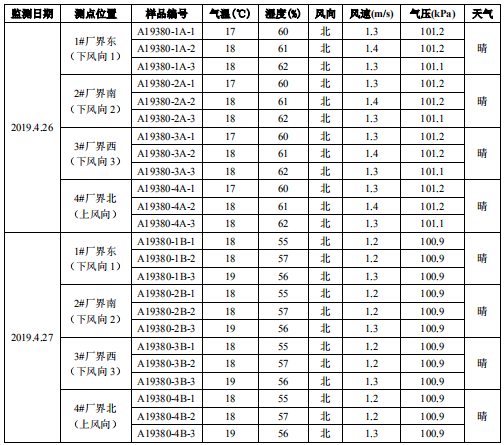 监测日期 测点位置 样品编号 气温(℃) 湿度(%) 风向 风速(m/s) 气压(kPa) 天气
2019.4.26
1#厂界东
(下风向 1)
A19380-1A-1 17 60 北 1.3 101.2
A19380-1A-2 18 61 北 1.4 101.2 晴
A19380-1A-3 18 62 北 1.3 101.1
2#厂界南
(下风向 2)
A19380-2A-1 17 60 北 1.3 101.2
A19380-2A-2 18 61 北 1.4 101.2 晴
A19380-2A-3 18 62 北 1.3 101.1
3#厂界西
(下风向 3)
A19380-3A-1 17 60 北 1.3 101.2
A19380-3A-2 18 61 北 1.4 101.2 晴
A19380-3A-3 18 62 北 1.3 101.1
4#厂界北
(上风向)
A19380-4A-1 17 60 北 1.3 101.2
A19380-4A-2 18 61 北 1.4 101.2 晴
A19380-4A-3 18 62 北 1.3 101.1
2019.4.27
1#厂界东
(下风向 1)
A19380-1B-1 18 55 北 1.2 100.9
A19380-1B-2 18 57 北 1.2 100.9 晴
A19380-1B-3 19 56 北 1.3 100.9
2#厂界南
(下风向 2)
A19380-2B-1 18 55 北 1.2 100.9
A19380-2B-2 18 57 北 1.2 100.9 晴
A19380-2B-3 19 56 北 1.3 100.9
3#厂界西
(下风向 3)
A19380-3B-1 18 55 北 1.2 100.9
A19380-3B-2 18 57 北 1.2 100.9 晴
A19380-3B-3 19 56 北 1.3 100.9
4#厂界北
(上风向)
A19380-4B-1 18 55 北 1.2 100.9
A19380-4B-2 18 57 北 1.2 100.9 晴
A19380-4B-3 19 56 北 1.3 100.9